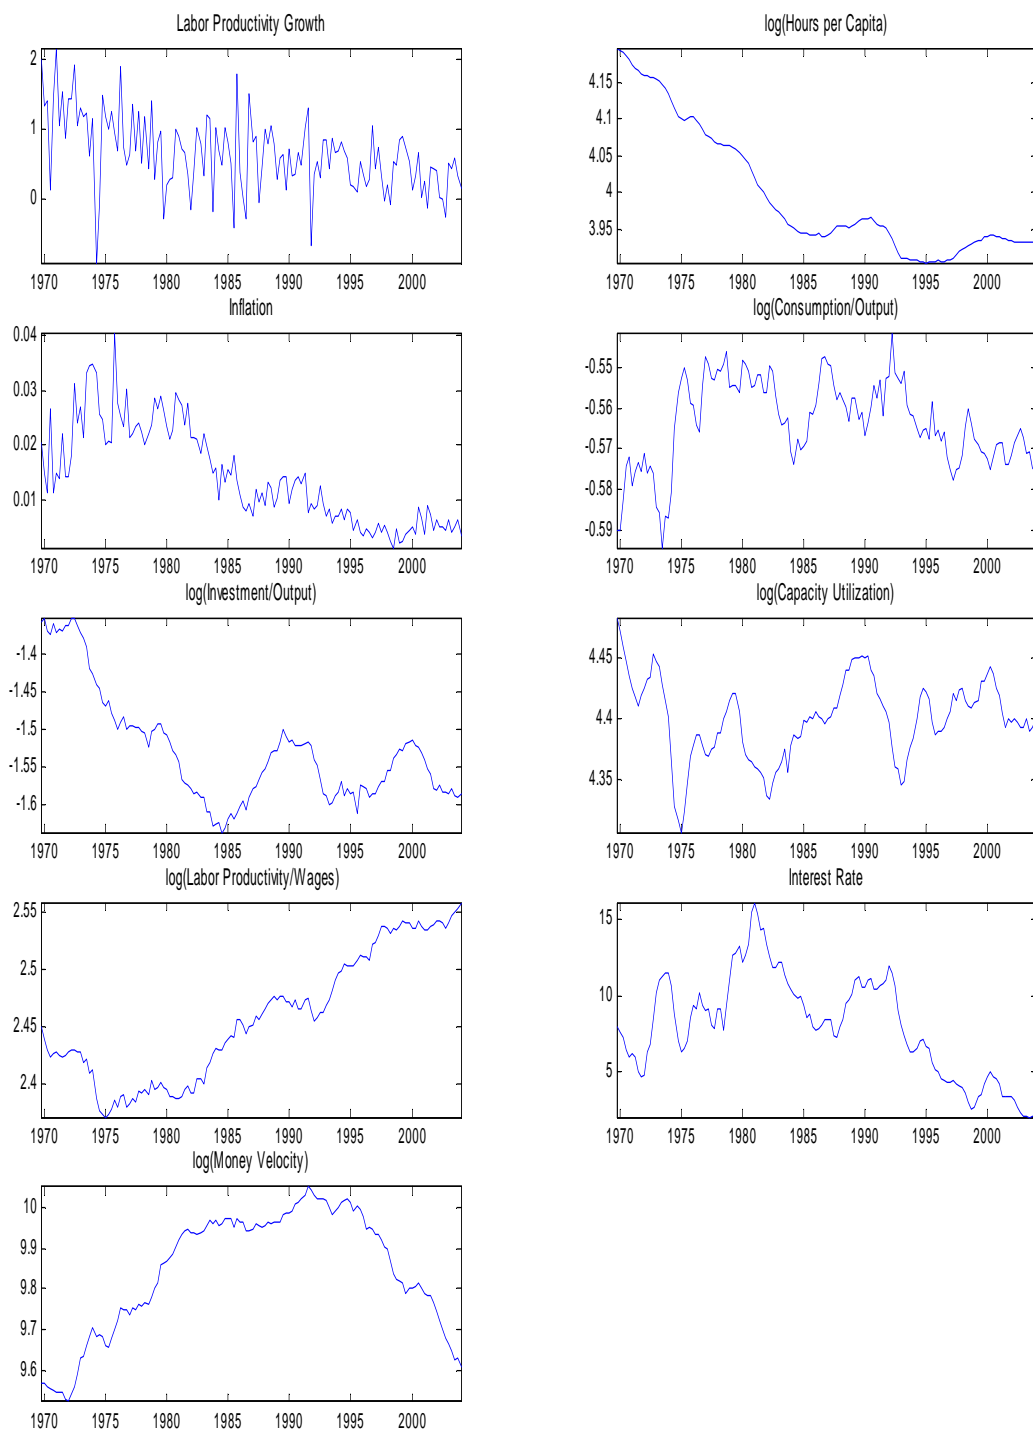 Labor Productivity Growth
2
1
0
1970 1975 1980 1985 1990 1995 2000
log(Hours per Capita)
4.15
4.1
4.05
4
3.95
1970 1975 1980 1985 1990 1995 2000
Inflation
0.04
0.03
0.02
0.01
1970 1975 1980 1985 1990 1995 2000
log(Consumption/Output)
-0.55
-0.56
-0.57
-0.58
-0.59
1970 1975 1980 1985 1990 1995 2000
log(Investment/Output)
-1.4
-1.45
-1.5
-1.55
-1.6
1970 1975 1980 1985 1990 1995 2000
log(Capacity Utilization)
4.45
4.4
4.35
1970 1975 1980 1985 1990 1995 2000
log(Labor Productivity/Wages)
2.55
2.5
2.45
2.4
1970 1975 1980 1985 1990 1995 2000
Interest Rate
15
10
5
1970 1975 1980 1985 1990 1995 2000
log(Money Velocity)
10
9.9
9.8
9.7
9.6
1970 1975 1980 1985 1990 1995 2000